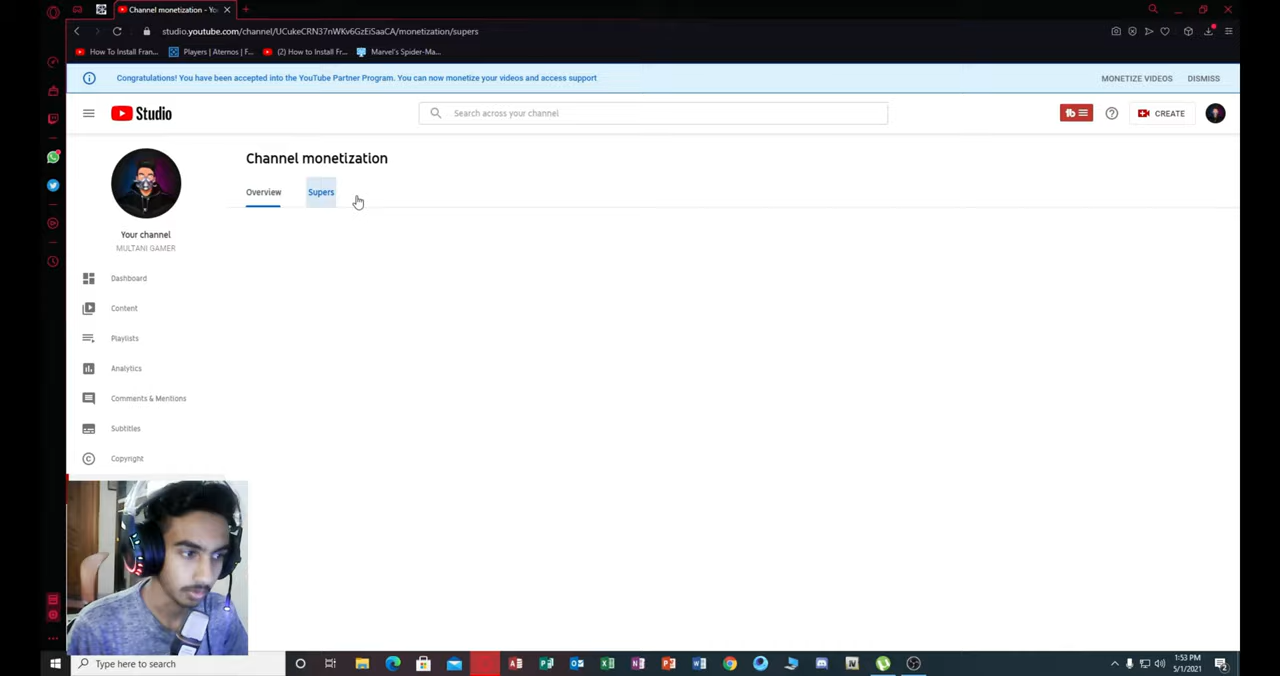 Channel monetization - Yo
studio.youtube.com/channel/UCukeCRN37nWKv6GzEiSaaCA/monetization/supers
How To Install Fran...
Players | Aternos | F...
(2) How to Install Fr...
Marvel's Spider-Ma...
Congratulations! You have been accepted into the YouTube Partner Program. You can now monetize your videos and access support
MONETIZE VIDEOS
DISMISS
Studio
Search across your channel
CREATE
Channel monetization
Overview
Supers
Your channel
MULTANI GAMER
Dashboard
Content
Playlists
Analytics
Comments & Mentions
Subtitles
Copyright
Type here to search
1:53 PM
5/1/2021